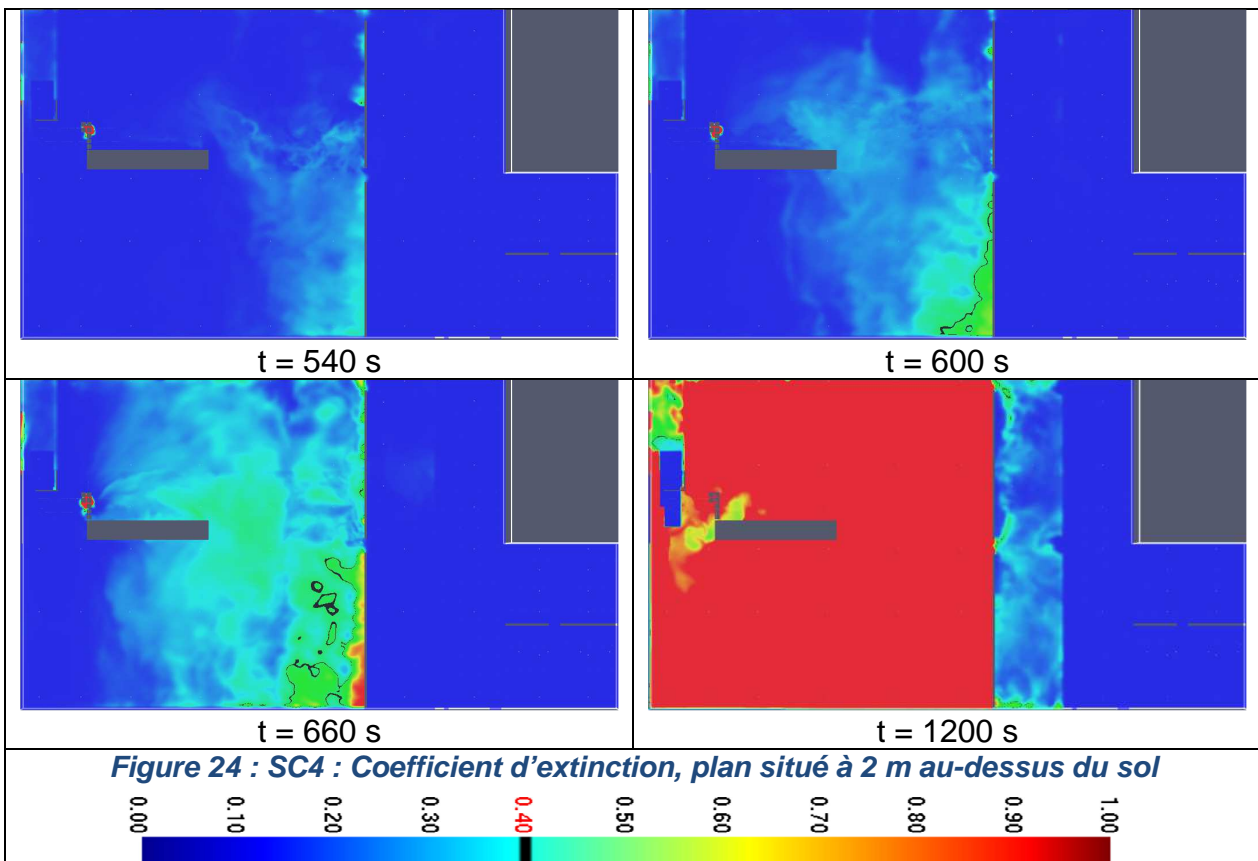 t = 540 s
t = 600 s
t = 660 s
t = 1200 s
Figure 24 : SC4 : Coefficient d’extinction, plan situé à 2 m au-dessus du sol
0.00 0.10 0.20 0.30 0.40 0.50 0.60 0.70 0.80 0.90 1.00